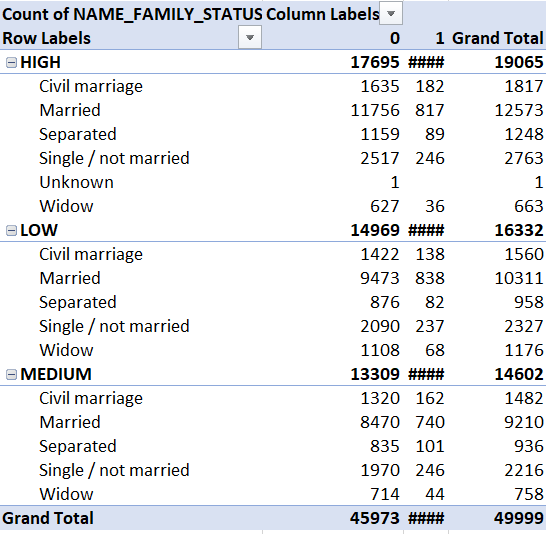 Count of NAME_FAMILY_STATUS Column Labels
Row Labels 0 1 Grand Total
HIGH 17695 #### 19065
Civil marriage 1635 182 1817
Married 11756 817 12573
Separated 1159 89 1248
Single / not married 2517 246 2763
Unknown 1 1
Widow 627 36 663
LOW 14969 #### 16332
Civil marriage 1422 138 1560
Married 9473 838 10311
Separated 876 82 958
Single / not married 2090 237 2327
Widow 1108 68 1176
MEDIUM 13309 #### 14602
Civil marriage 1320 162 1482
Married 8470 740 9210
Separated 835 101 936
Single / not married 1970 246 2216
Widow 714 44 758
Grand Total 45973 #### 49999